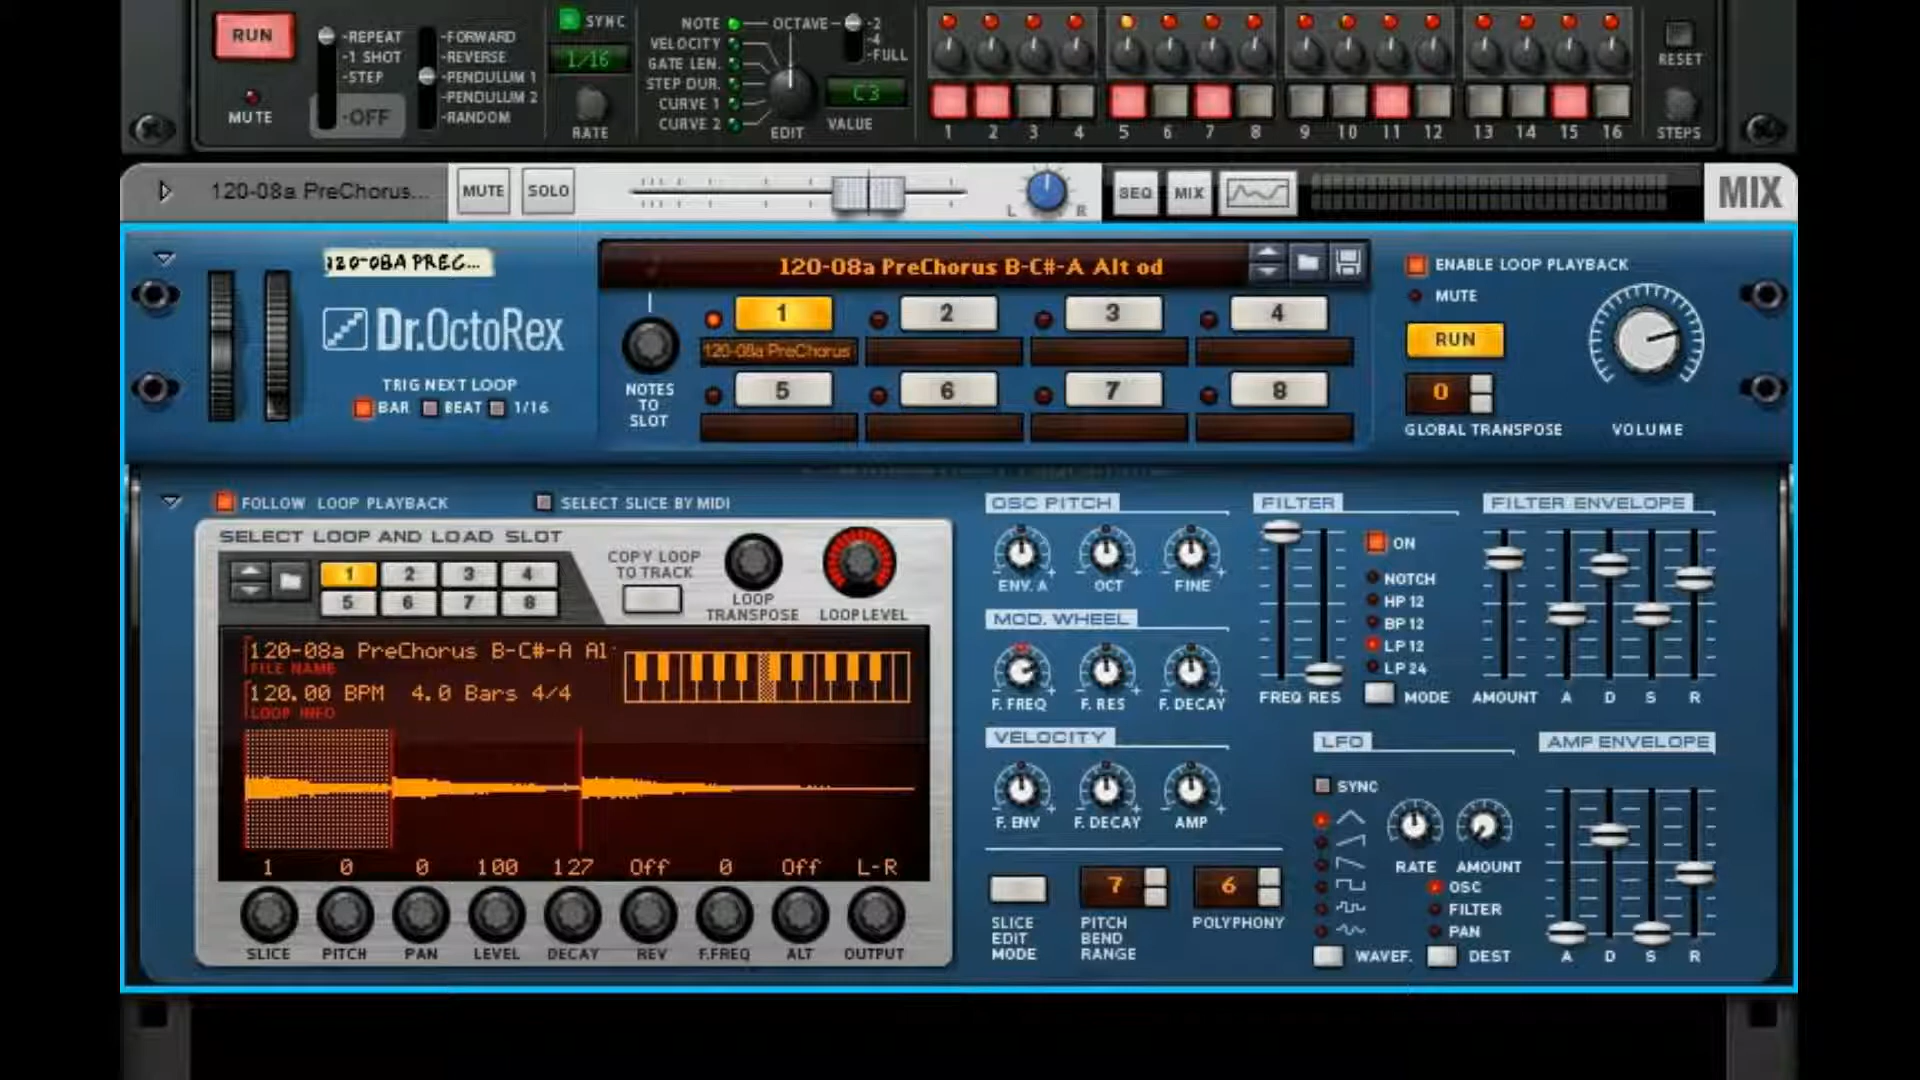 RUN
MUTE
-REPEAT
-1 SHOT
-STEP
-OFF
-FORWARD
-REVERSE
-PENDULUM 1
-PENDULUM 2
-RANDOM
SYNC
1/16
RATE
NOTE
VELOCITY
GATE LEN.
STEP DUR.
CURVE 1
CURVE 2
OCTAVE
-2
-4
-FULL
C3
EDIT
VALUE
1 2 3 4 5 6 7 8 9 10 11 12 13 14 15 16
RESET
STEPS
120-08a PreChorus...
MUTE
SOLO
L R
SEQ
MIX
MIX
120-08A PREC...
Dr.OctoRex
TRIG NEXT LOOP
BAR BEAT 1/16
120-08a PreChorus B-C#-A Alt od
NOTES
TO
SLOT
1 2 3 4
120-08a PreChorus
5 6 7 8
ENABLE LOOP PLAYBACK
MUTE
RUN
0
GLOBAL TRANSPOSE
VOLUME
FOLLOW LOOP PLAYBACK
SELECT SLICE BY MIDI
SELECT LOOP AND LOAD SLOT
1 2 3 4
5 6 7 8
COPY LOOP
TO TRACK
LOOP
TRANSPOSE
LOOP LEVEL
120-08a PreChorus B-C#-A Al
FILE NAME
120.00 BPM 4.0 Bars 4/4
LOOP INFO
1 0 0 100 127 Off 0 Off L-R
SLICE PITCH PAN LEVEL DECAY REV F.FREQ ALT OUTPUT
OSC PITCH
ENV. A OCT FINE
MOD. WHEEL
F. FREQ F. RES F. DECAY
VELOCITY
F. ENV F. DECAY AMP
SLICE
EDIT
MODE
7
PITCH
BEND
RANGE
6
POLYPHONY
FILTER
ON
NOTCH
HP 12
BP 12
LP 12
LP 24
FREQ RES
MODE
FILTER ENVELOPE
AMOUNT A D S R
LFO
SYNC
RATE AMOUNT
OSC
FILTER
PAN
WAVEF.
DEST
AMP ENVELOPE
A D S R